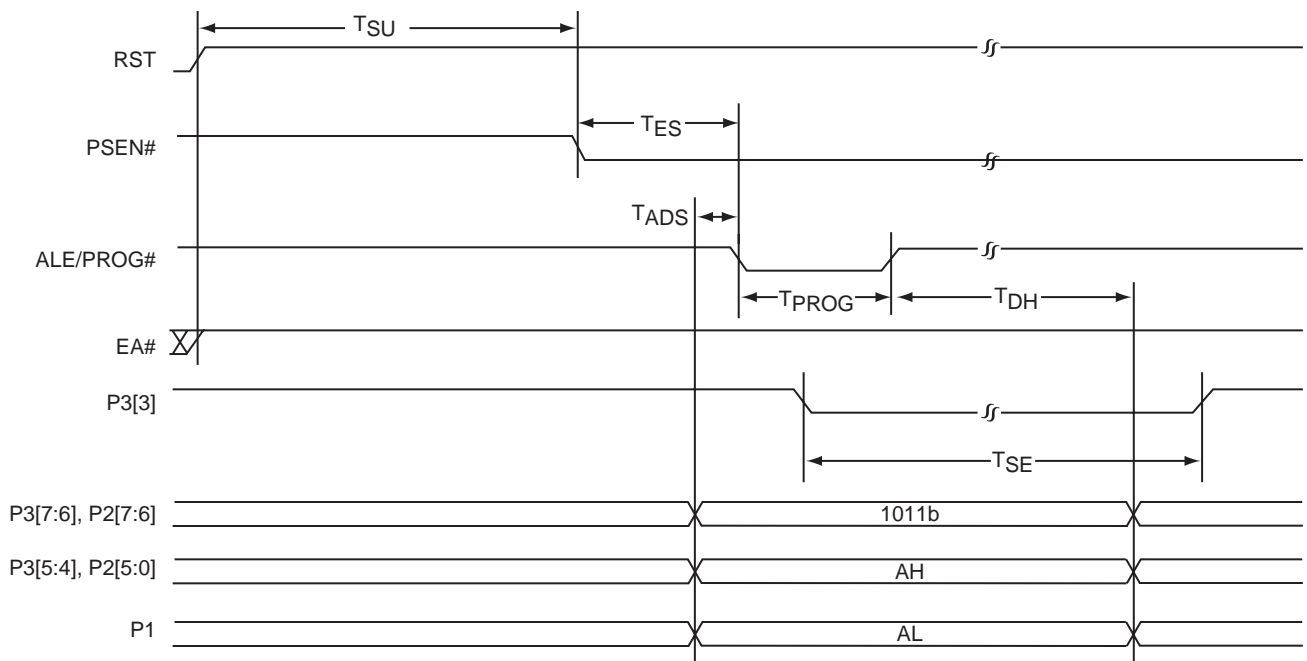 TSU
RST
TES
PSEN#
TADS
ALE/PROG#
TPROG
TDH
EA#
P3[3]
TSE
P3[7:6], P2[7:6]
1011b
P3[5:4], P2[5:0]
AH
P1
AL